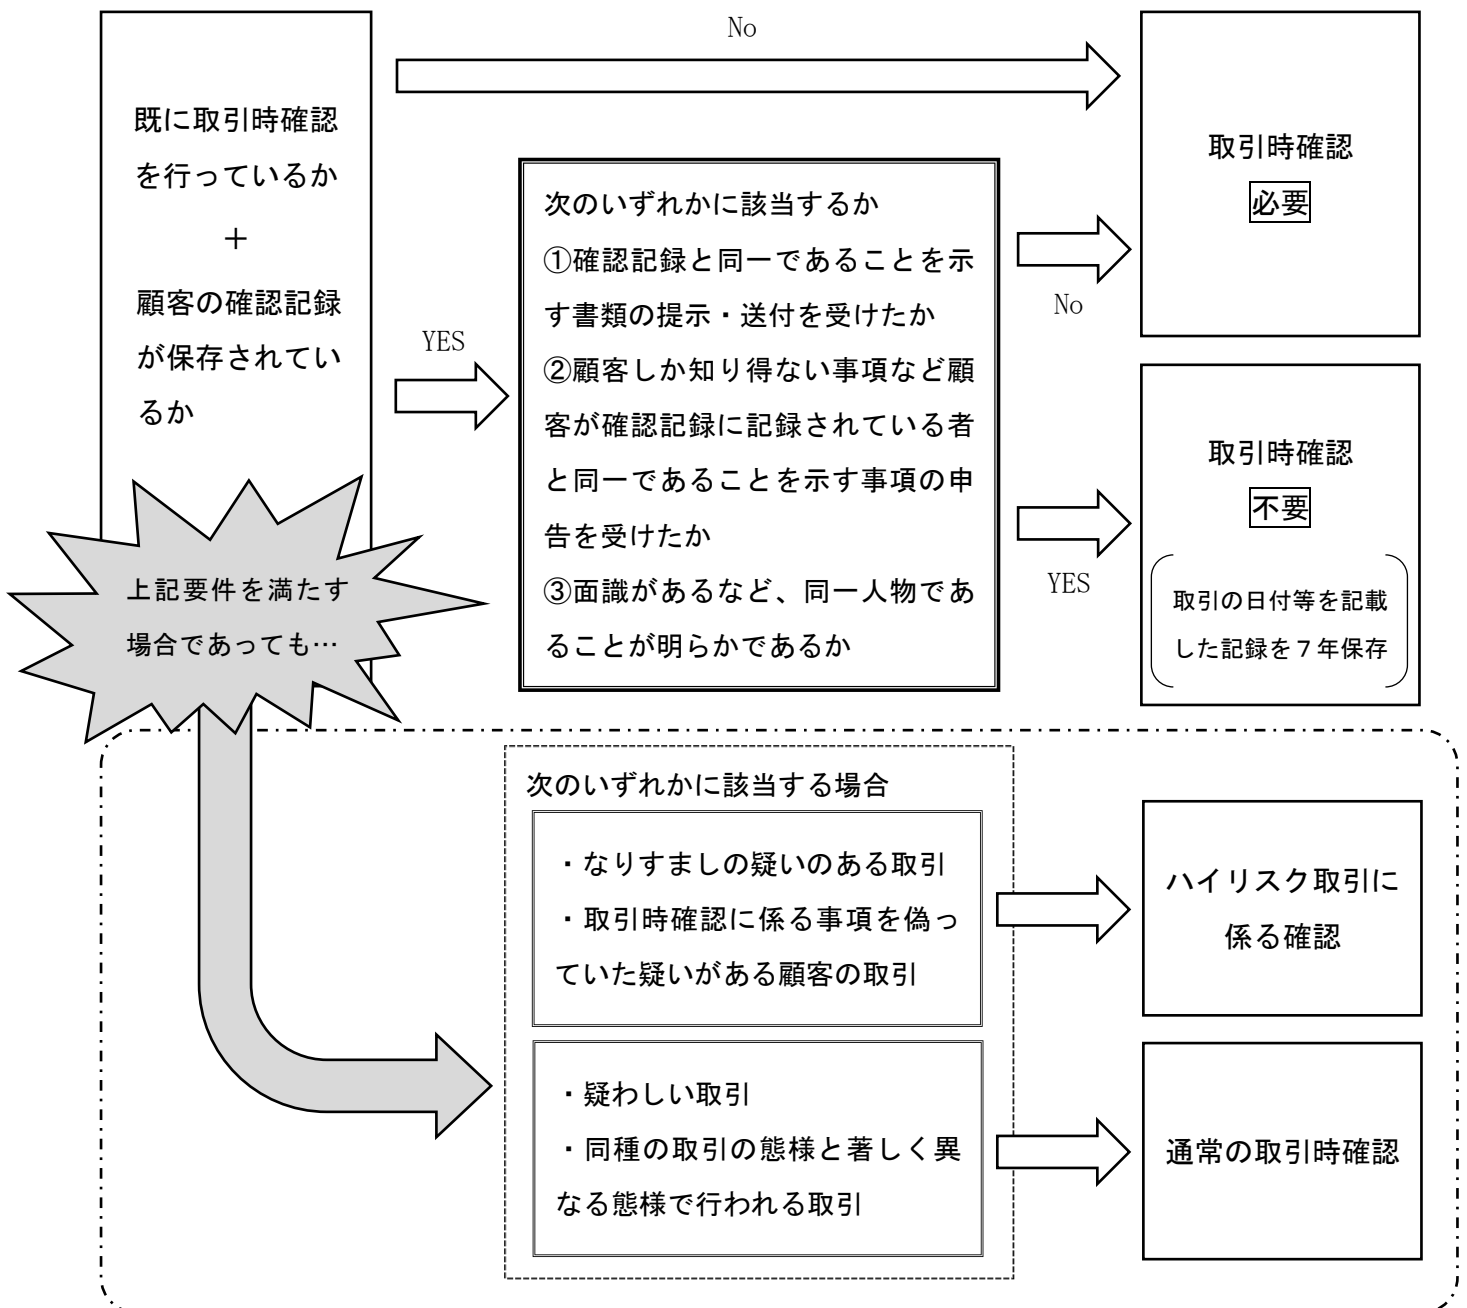 No
既に取引時確認
を行っているか
＋
顧客の確認記録
が保存されてい
るか
YES
次のいずれかに該当するか
①確認記録と同一であることを示
す書類の提示・送付を受けたか
②顧客しか知り得ない事項など顧
客が確認記録に記録されている者
と同一であることを示す事項の申
告を受けたか
③面識があるなど、同一人物であ
ることが明らかであるか
No
YES
取引時確認
必要
取引時確認
不要
取引の日付等を記載
した記録を７年保存
上記要件を満たす
場合であっても…
次のいずれかに該当する場合
・なりすましの疑いのある取引
・取引時確認に係る事項を偽っ
ていた疑いがある顧客の取引
ハイリスク取引に
係る確認
・疑わしい取引
・同種の取引の態様と著しく異
なる態様で行われる取引
通常の取引時確認